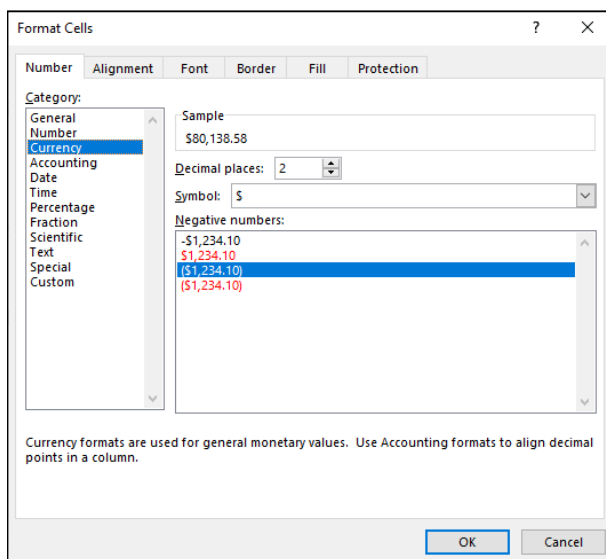 Format Cells ? X
Number Alignment Font Border Fill Protection
Category:
General
Number
Currency
Accounting
Date
Time
Percentage
Fraction
Scientific
Text
Special
Custom
Sample
$80,138.58
Decimal places: 2
Symbol: $
Negative numbers:
-$1,234.10
$1,234.10
($1,234.10)
($1,234.10)
Currency formats are used for general monetary values. Use Accounting formats to align decimal
points in a column.
OK Cancel